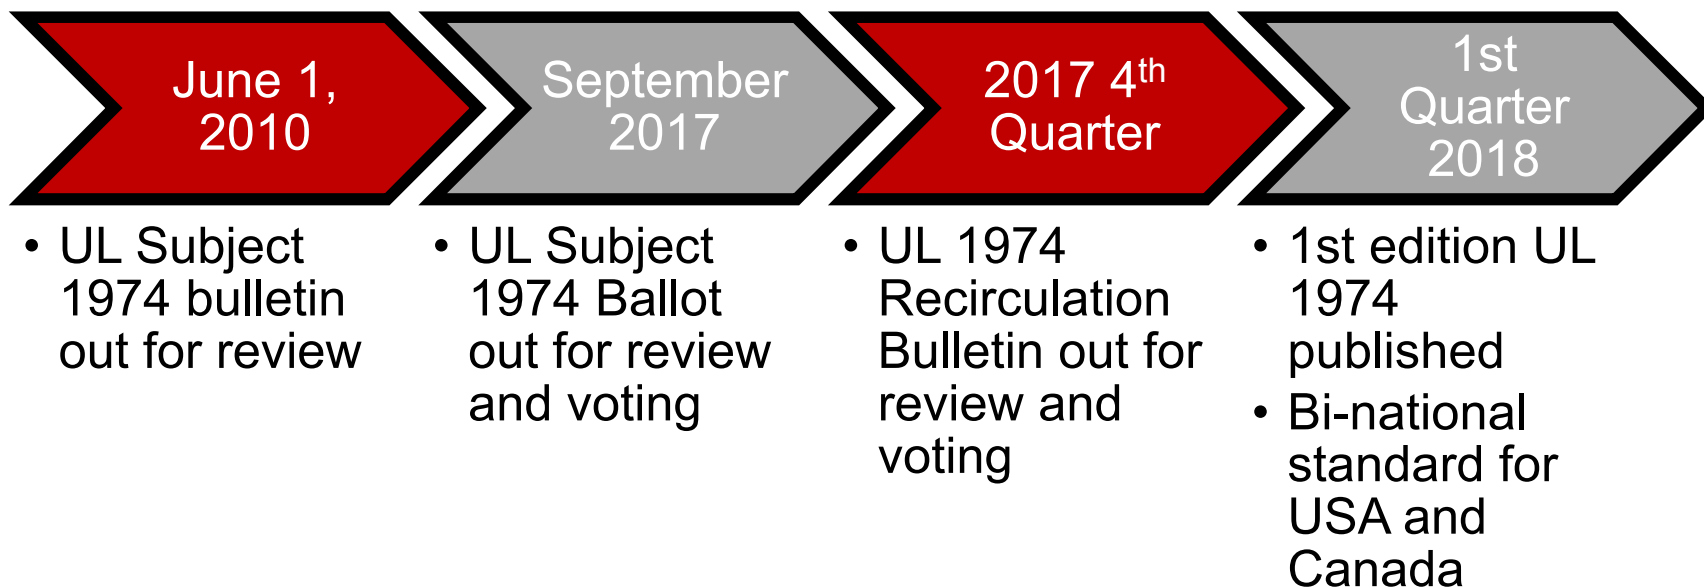 June 1,
2010
September
2017
2017 4th
Quarter
1st
Quarter
2018
• UL Subject
1974 bulletin
out for review
• UL Subject
1974 Ballot
out for review
and voting
• UL 1974
Recirculation
Bulletin out for
review and
voting
• 1st edition UL
1974
published
• Bi-national
standard for
USA and
Canada